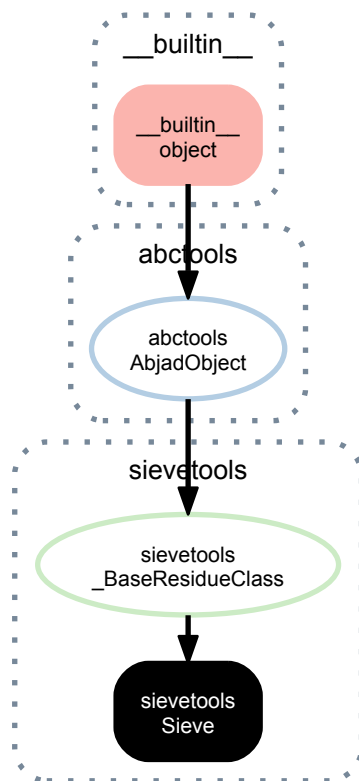 __builtin__
__builtin__
object
abctools
abctools
AbjadObject
sievetools
sievetools
_BaseResidueClass
sievetools
Sieve